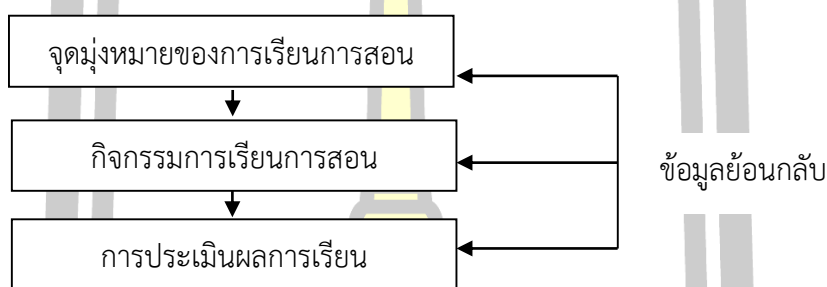 จุดมุ่งหมายของการเรียนการสอน
กิจกรรมการเรียนการสอน
ข้อมูลย้อนกลับ
การประเมินผลการเรียน